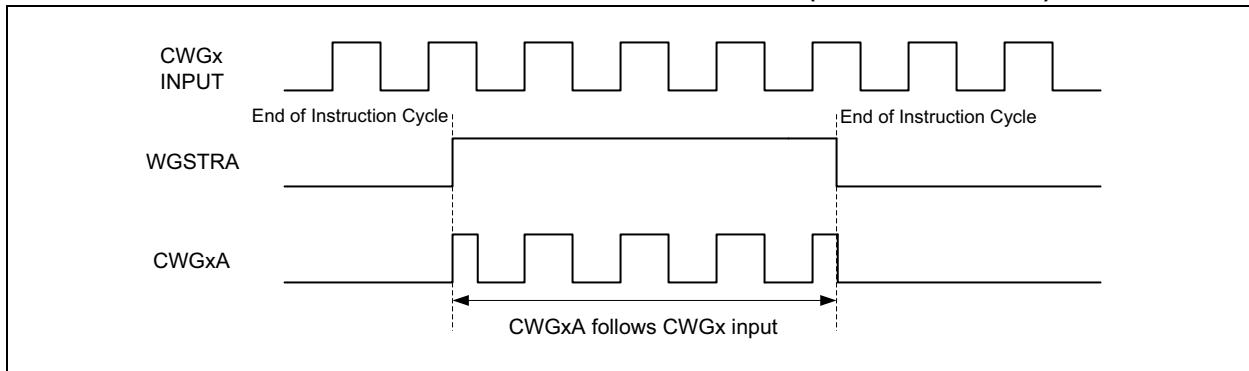 CWGx
INPUT
End of Instruction Cycle
End of Instruction Cycle
WGSTRA
CWGxA
CWGxA follows CWGx input